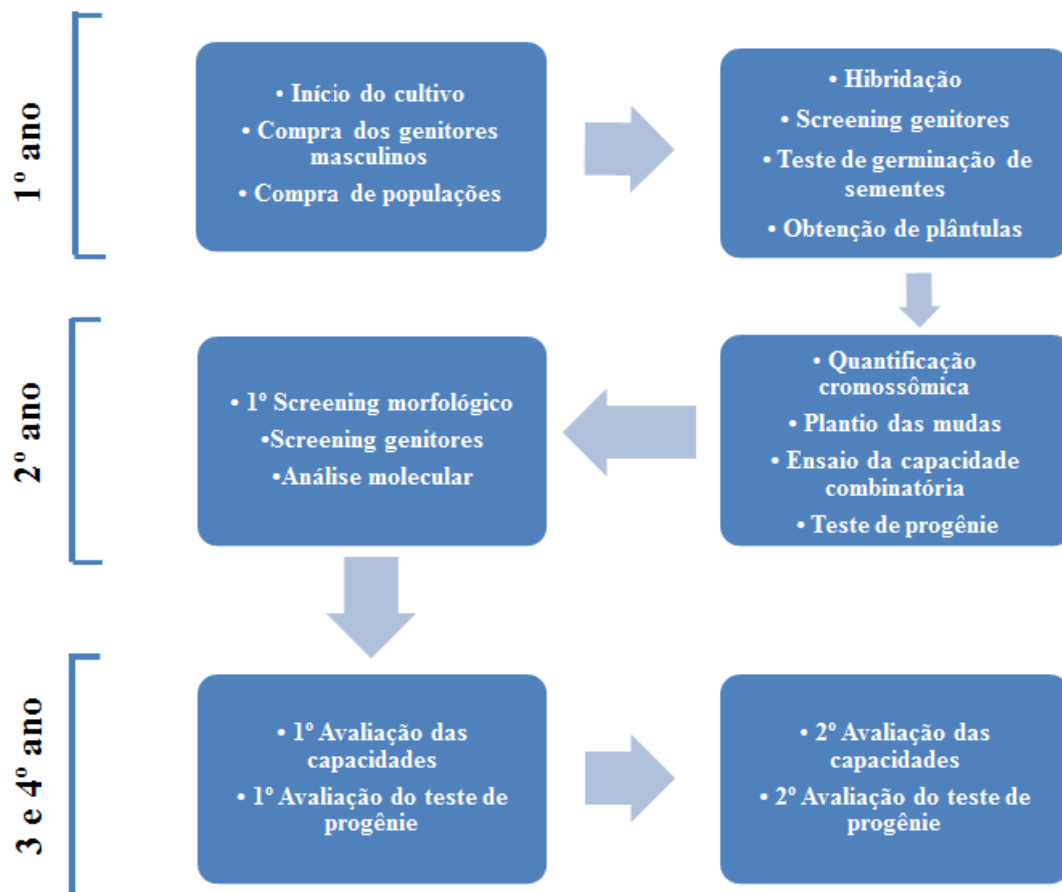 1º ano
• Início do cultivo
• Compra dos genitores
masculinos
• Compra de populações
• Hibridação
• Screening genitores
• Teste de germinação de
sementes
• Obtenção de plântulas
2º ano
• Quantificação
cromossômica
• Plantio das mudas
• Ensaio da capacidade
combinatória
• Teste de progênie
• 1º Screening morfológico
•Screening genitores
•Análise molecular
3 e 4º ano
• 1º Avaliação das
capacidades
• 1º Avaliação do teste de
progênie
• 2º Avaliação das
capacidades
• 2º Avaliação do teste de
progênie